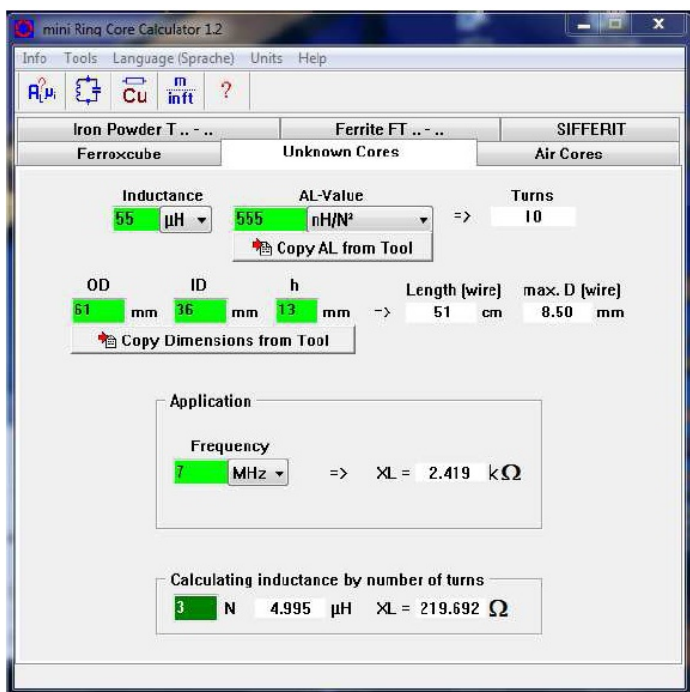 mini Ring Core Calculator 1.2
Info Tools Language (Sprache) Units Help
A(L)µi Cu m in ft ?
Iron Powder T .. - .. Ferrite FT .. - .. SIFFERIT
Ferroxcube Unknown Cores Air Cores
Inductance AL-Value Turns
55 µH 555 nH/N² => 10
Copy AL from Tool
OD ID h Length (wire) max. D (wire)
61 mm 36 mm 13 mm -> 51 cm 8.50 mm
Copy Dimensions from Tool
Application
Frequency
7 MHz => XL = 2.419 kΩ
Calculating inductance by number of turns
3 N 4.995 µH XL = 219.692 Ω